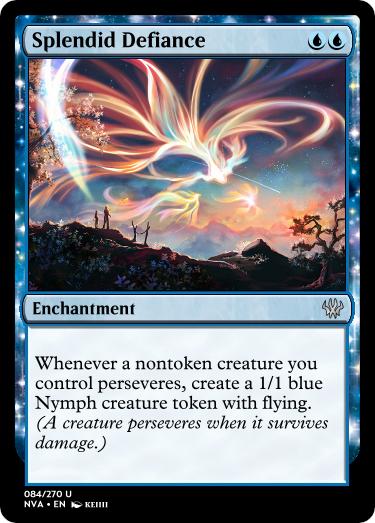 Splendid Defiance
Enchantment
Whenever a nontoken creature you
control perseveres, create a 1/1 blue
Nymph creature token with flying.
(A creature perseveres when it survives
damage.)
084/270 U
NVA • EN KEIIII